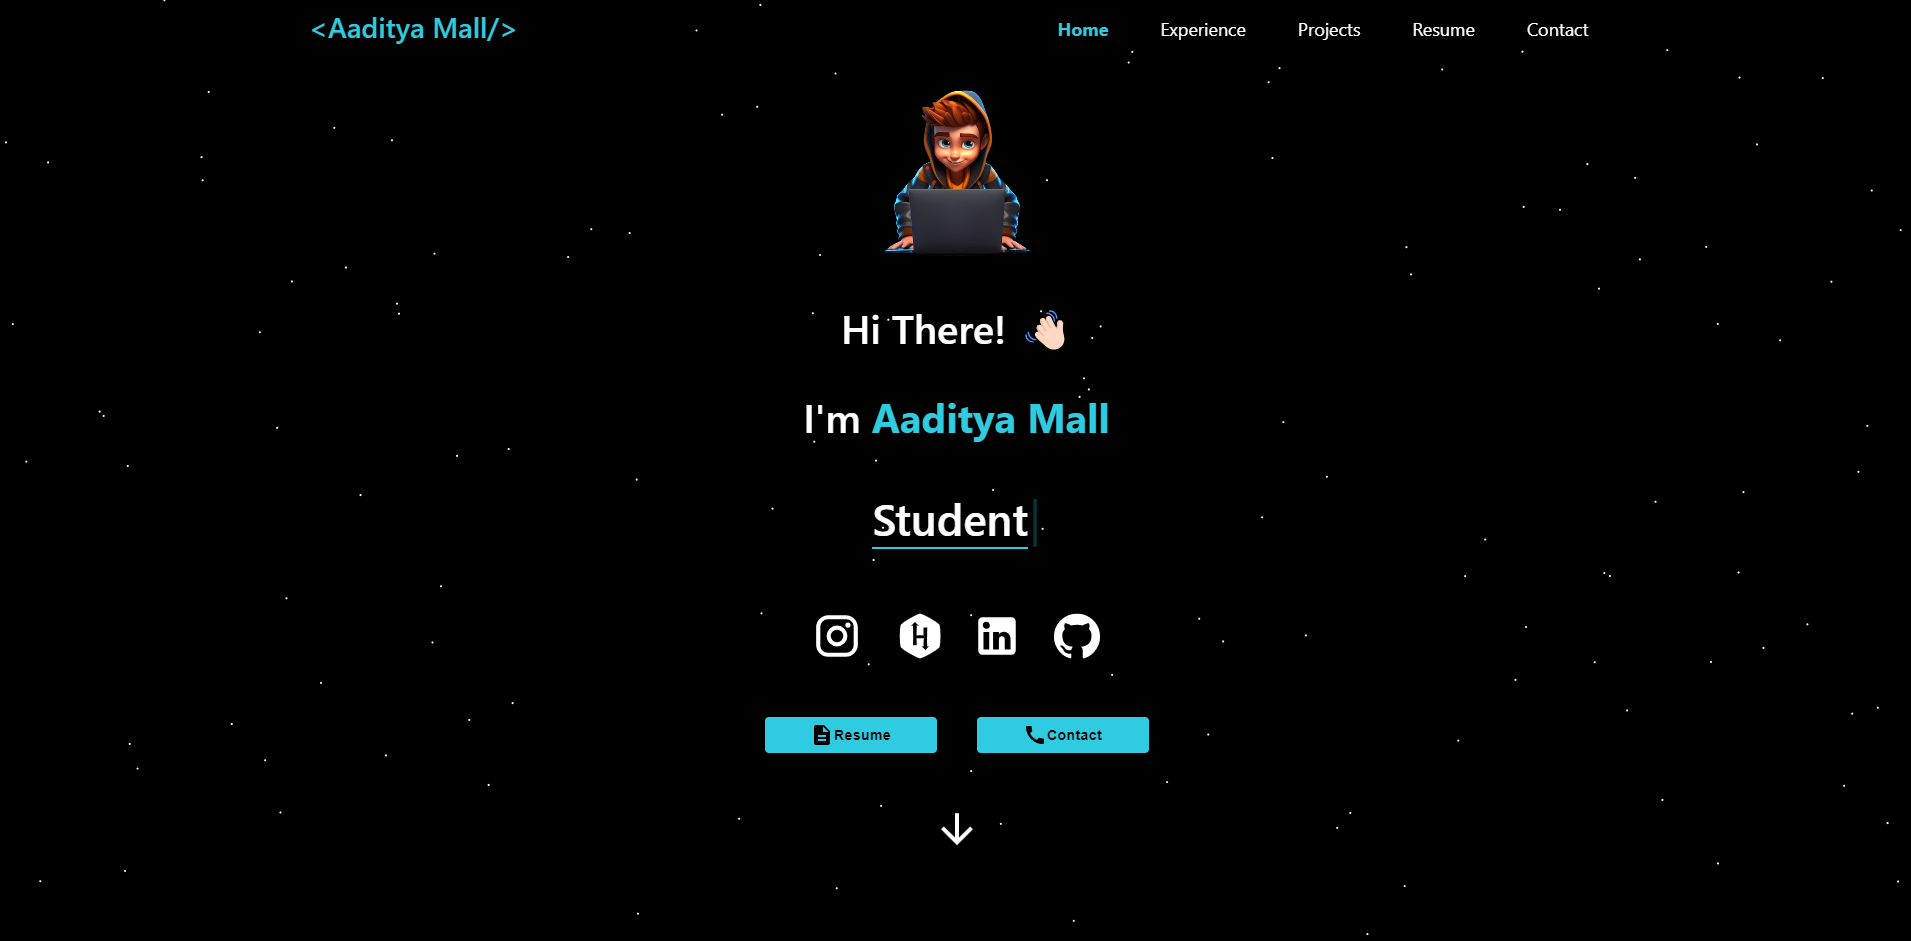 <Aaditya Mall/>
Home Experience Projects Resume Contact
Hi There! 👋🏻
I'm Aaditya Mall
Student
Resume
Contact